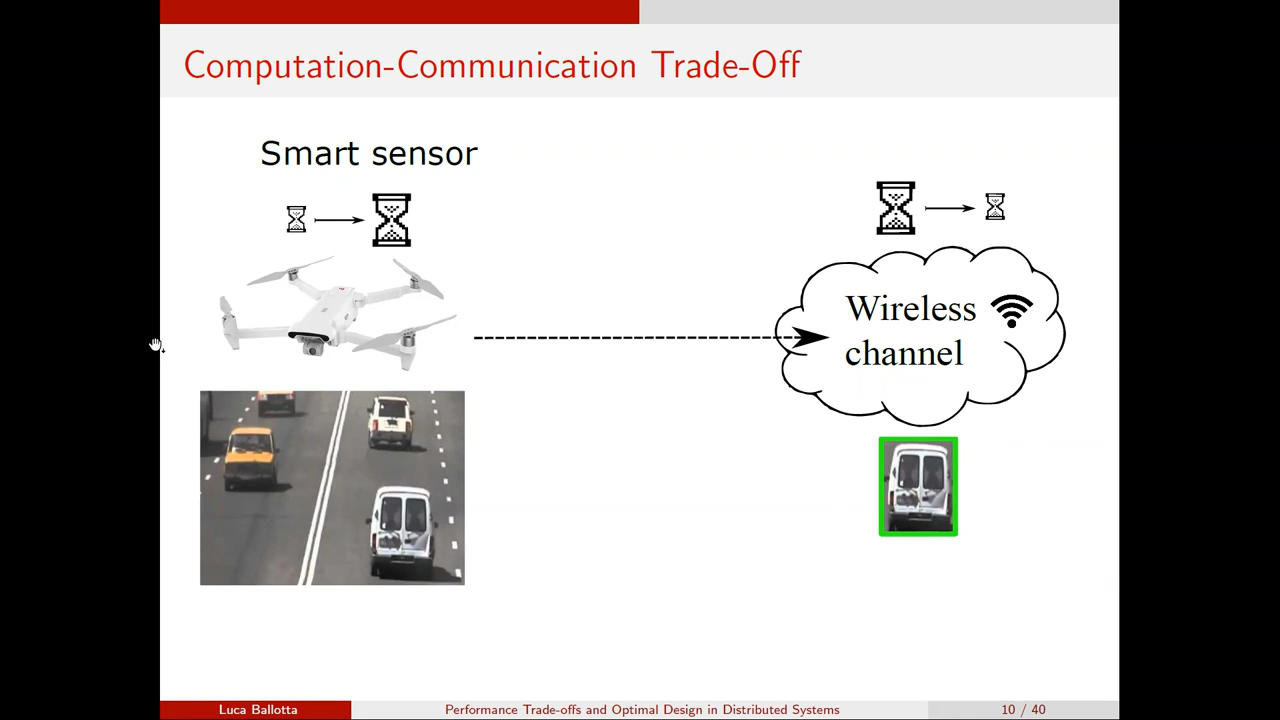 Computation-Communication Trade-Off
Smart sensor
Wireless
channel
Luca Ballotta
Performance Trade-offs and Optimal Design in Distributed Systems
10 / 40